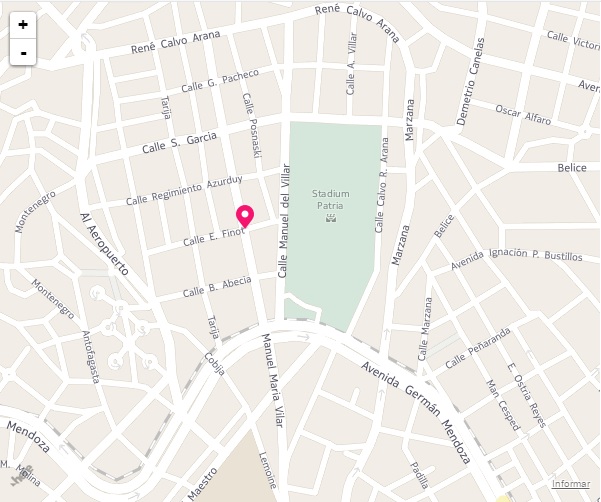 +
-
René Calvo Arana
René Calvo Arana
Calle A. Villar
Calle Victori
Demetrio Canelas
Calle G. Pacheco
Aven
Tarija
Calle Posnaski
Marzana
Oscar Alfaro
Calle S. Garcia
Belice
Calle Manuel del Villar
Calle Calvo R. Arana
Calle Regimiento Azurduy
Stadium
Patria
Montenegro
Belice
Al Aeropuerto
Calle E. Finot
Marzana
Avenida Ignación P. Bustillos
Calle B. Abecia
Montenegro
Calle Marzana
Tarija
Antofagasta
Manuel Maria Vilar
Calle Peñaranda
Cobija
Avenida Germán Mendoza
E. Ostria Reyes
Man Cesped
Mendoza
Lemoine
Padilla
Maestro
Molina
here
Informar